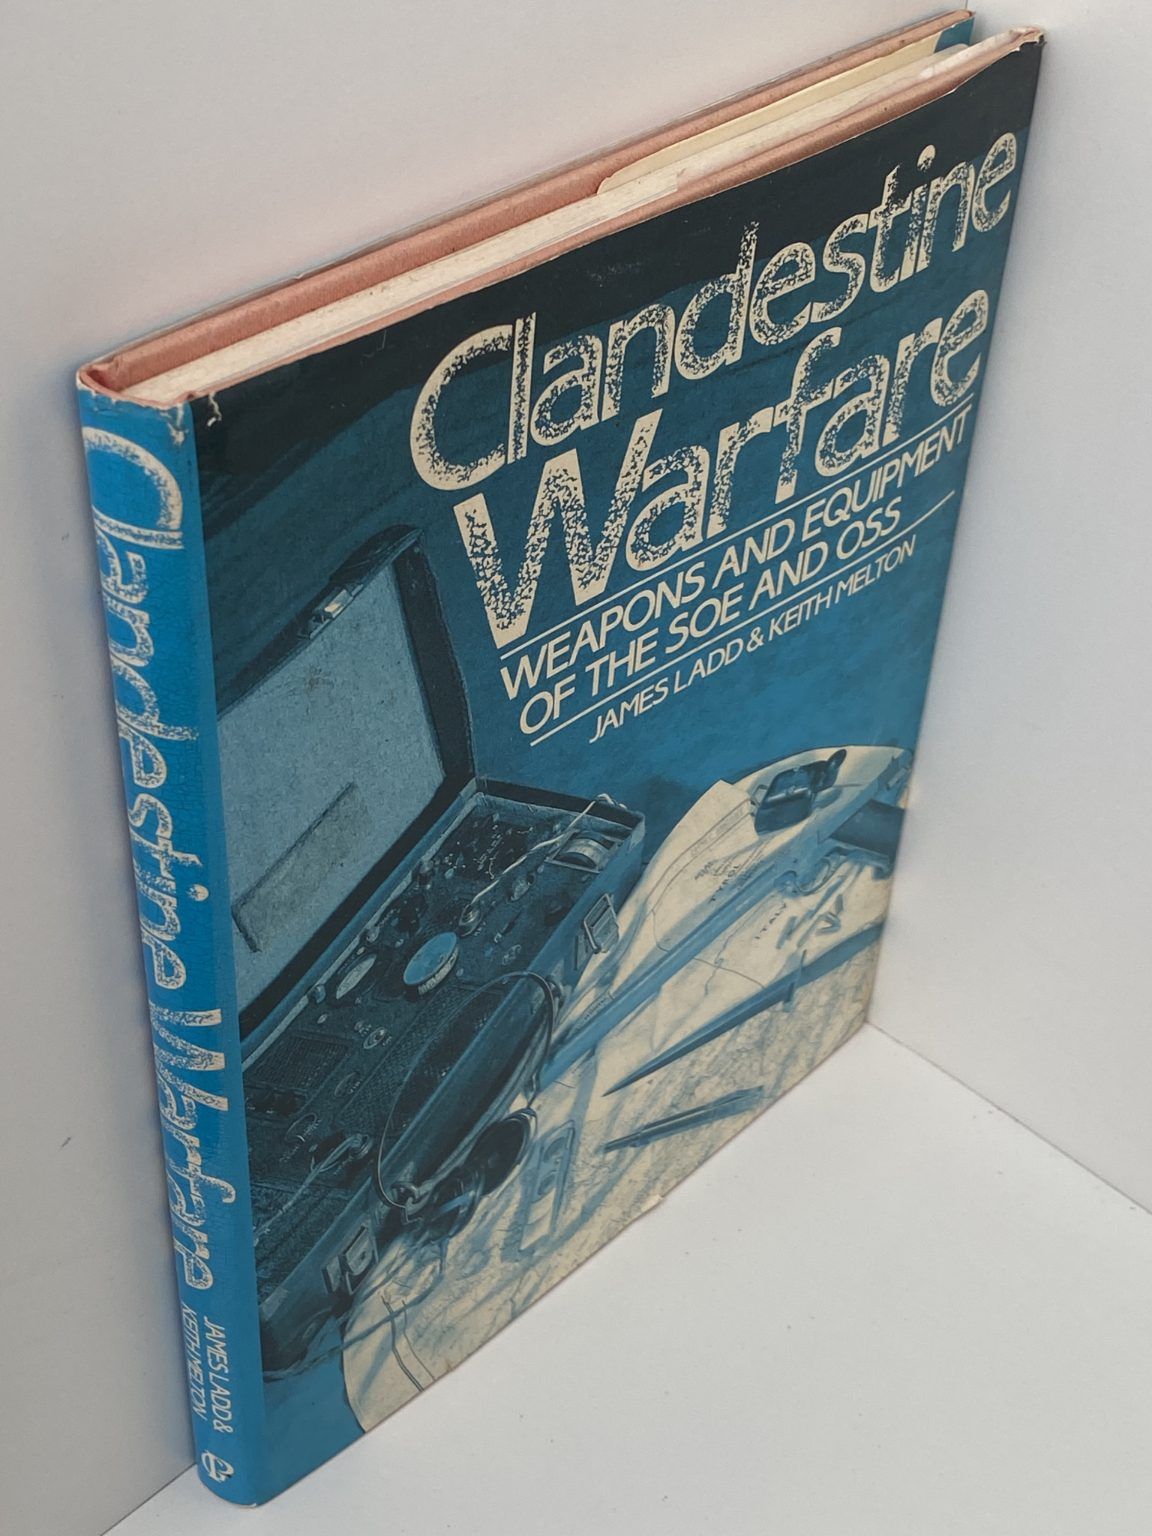 Clandestine
Warfare
WEAPONS AND EQUIPMENT
OF THE SOE AND OSS
JAMES LADD & KEITH MELTON
Clandestine Warfare
JAMES LADD &
KEITH MELTON